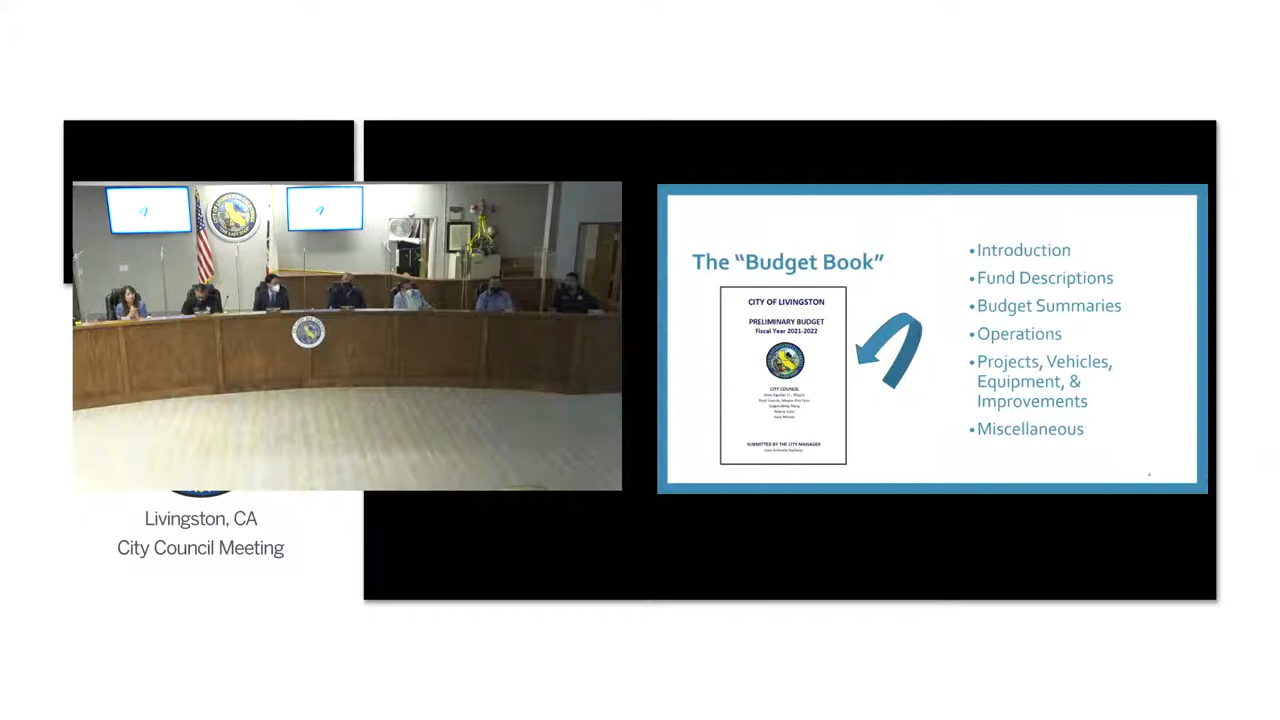 The “Budget Book”
CITY OF LIVINGSTON
PRELIMINARY BUDGET
Fiscal Year 2021-2022
CITY COUNCIL
SUBMITTED BY THE CITY MANAGER
•Introduction
•Fund Descriptions
•Budget Summaries
•Operations
•Projects, Vehicles,
Equipment, &
Improvements
•Miscellaneous
Livingston, CA
City Council Meeting